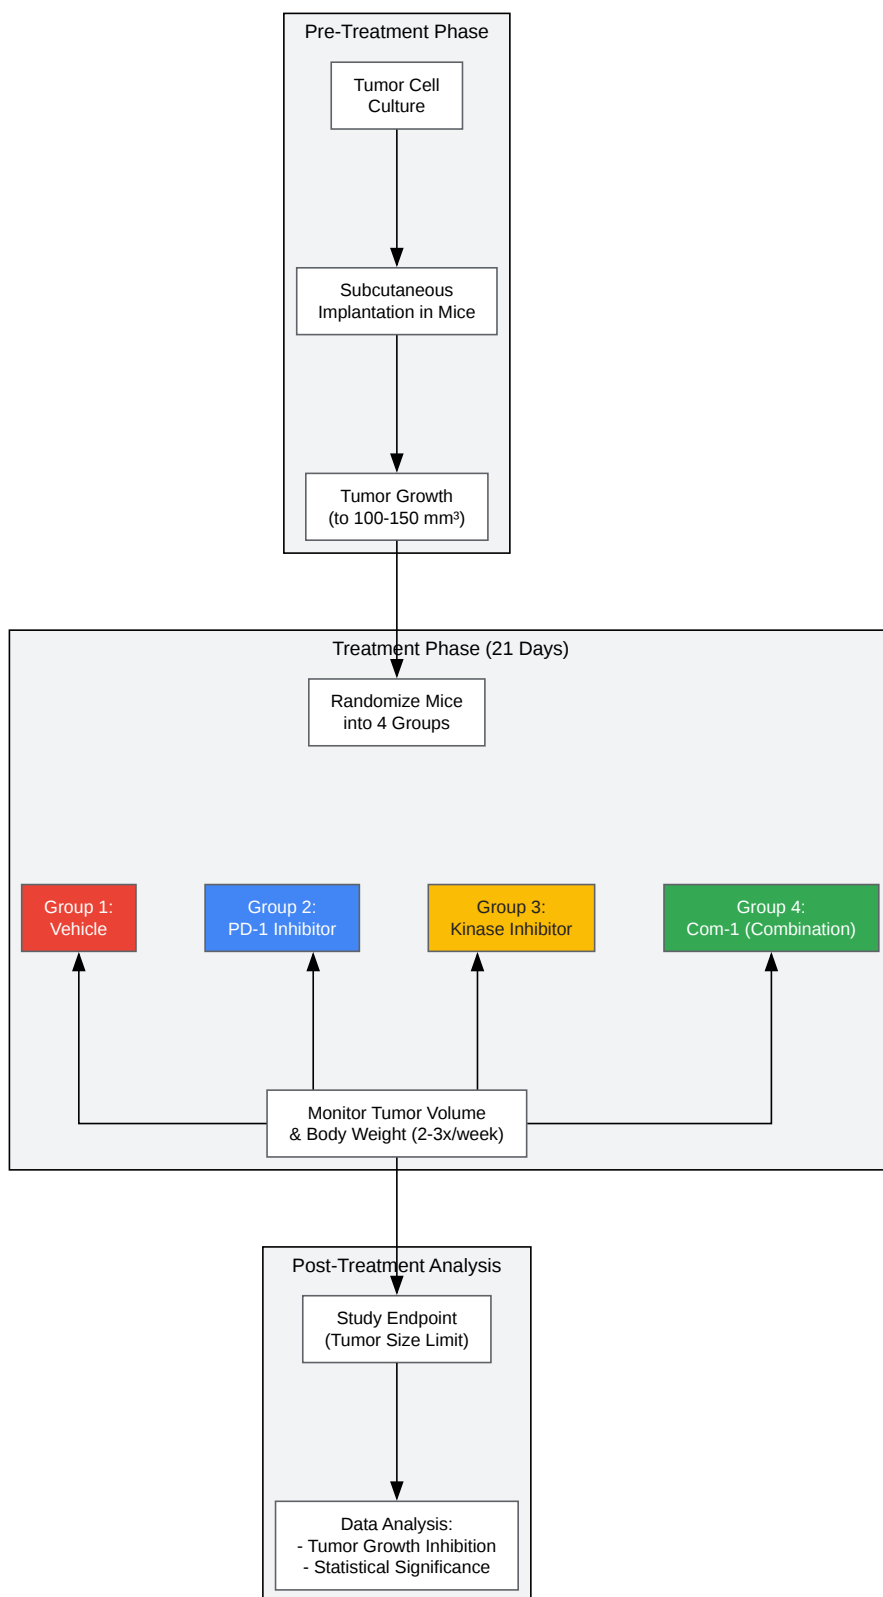 Pre-Treatment Phase
Tumor Cell
Culture
Subcutaneous
Implantation in Mice
Tumor Growth
(to 100-150 mm³)
Treatment Phase (21 Days)
Randomize Mice
into 4 Groups
Group 1:
Vehicle
Group 2:
PD-1 Inhibitor
Group 3:
Kinase Inhibitor
Group 4:
Com-1 (Combination)
Monitor Tumor Volume
& Body Weight (2-3x/week)
Post-Treatment Analysis
Study Endpoint
(Tumor Size Limit)
Data Analysis:
- Tumor Growth Inhibition
- Statistical Significance